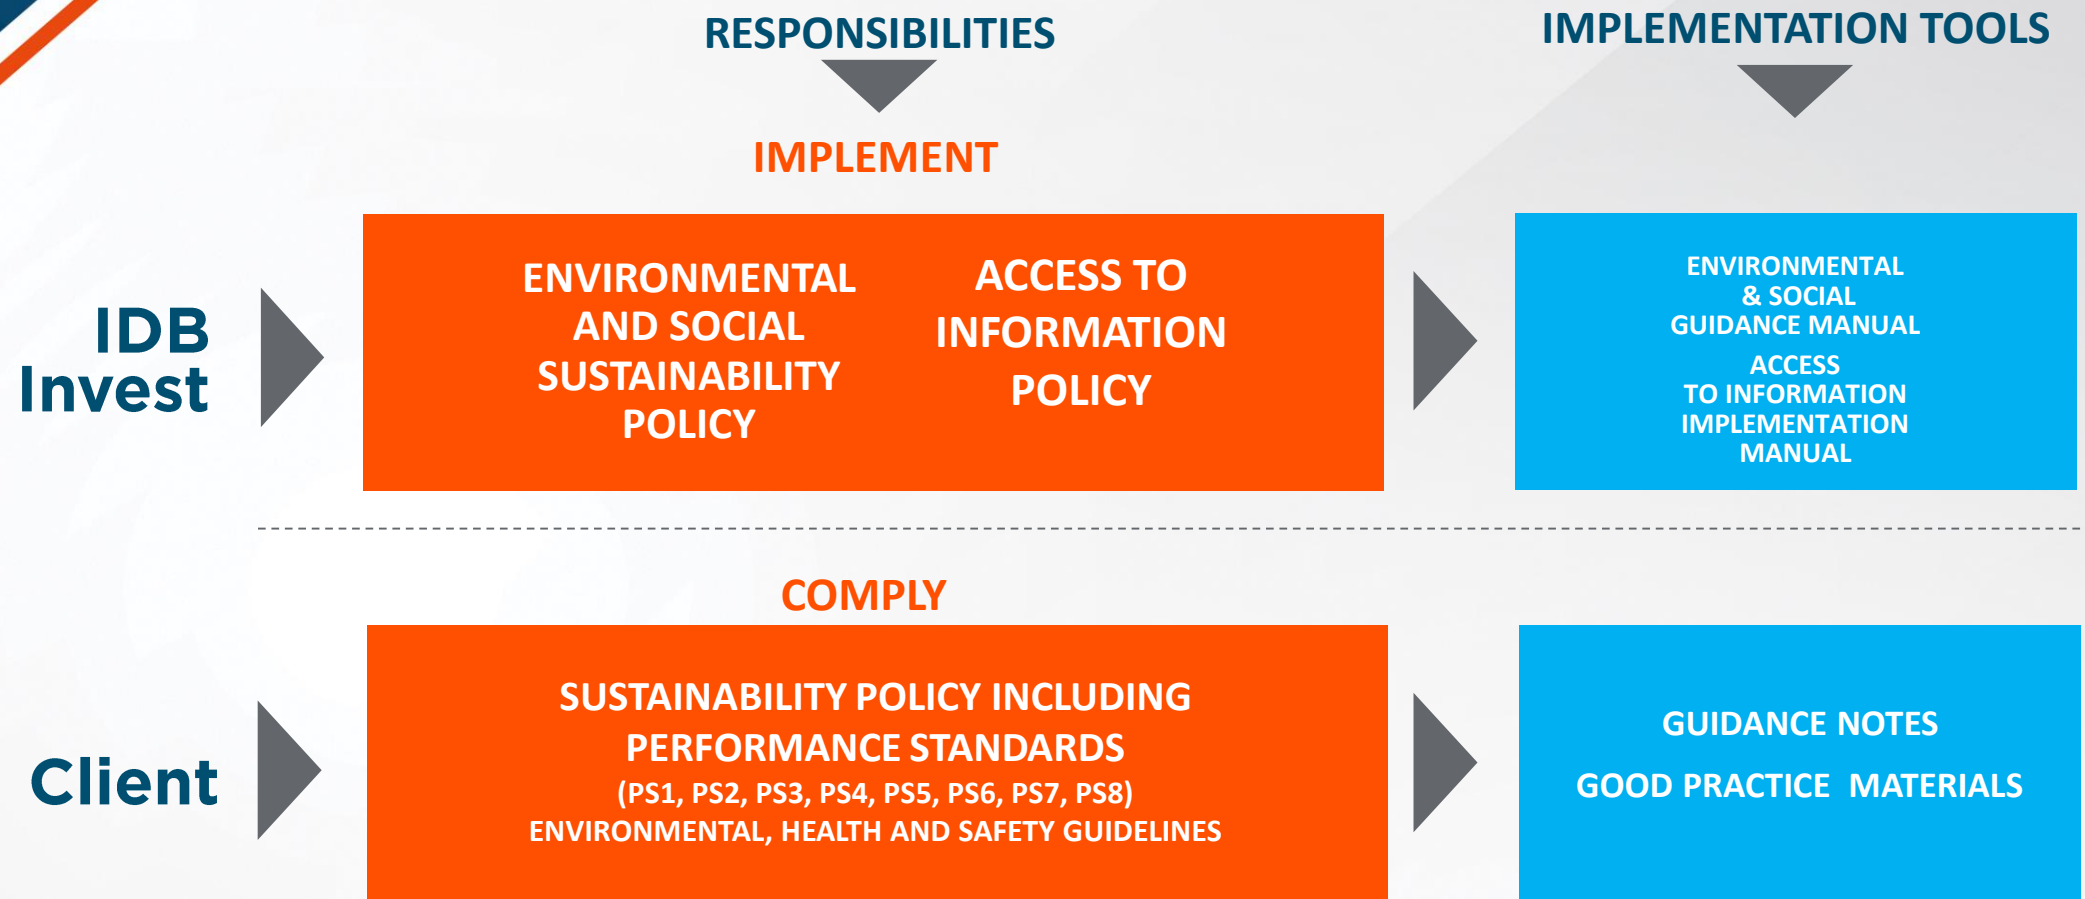 RESPONSIBILITIES
IMPLEMENTATION TOOLS
IMPLEMENT
IDB
Invest
ENVIRONMENTAL
AND SOCIAL
SUSTAINABILITY
POLICY
ACCESS TO
INFORMATION
POLICY
ENVIRONMENTAL
& SOCIAL
GUIDANCE MANUAL
ACCESS
TO INFORMATION
IMPLEMENTATION
MANUAL
COMPLY
Client
SUSTAINABILITY POLICY INCLUDING
PERFORMANCE STANDARDS
(PS1, PS2, PS3, PS4, PS5, PS6, PS7, PS8)
ENVIRONMENTAL, HEALTH AND SAFETY GUIDELINES
GUIDANCE NOTES
GOOD PRACTICE MATERIALS